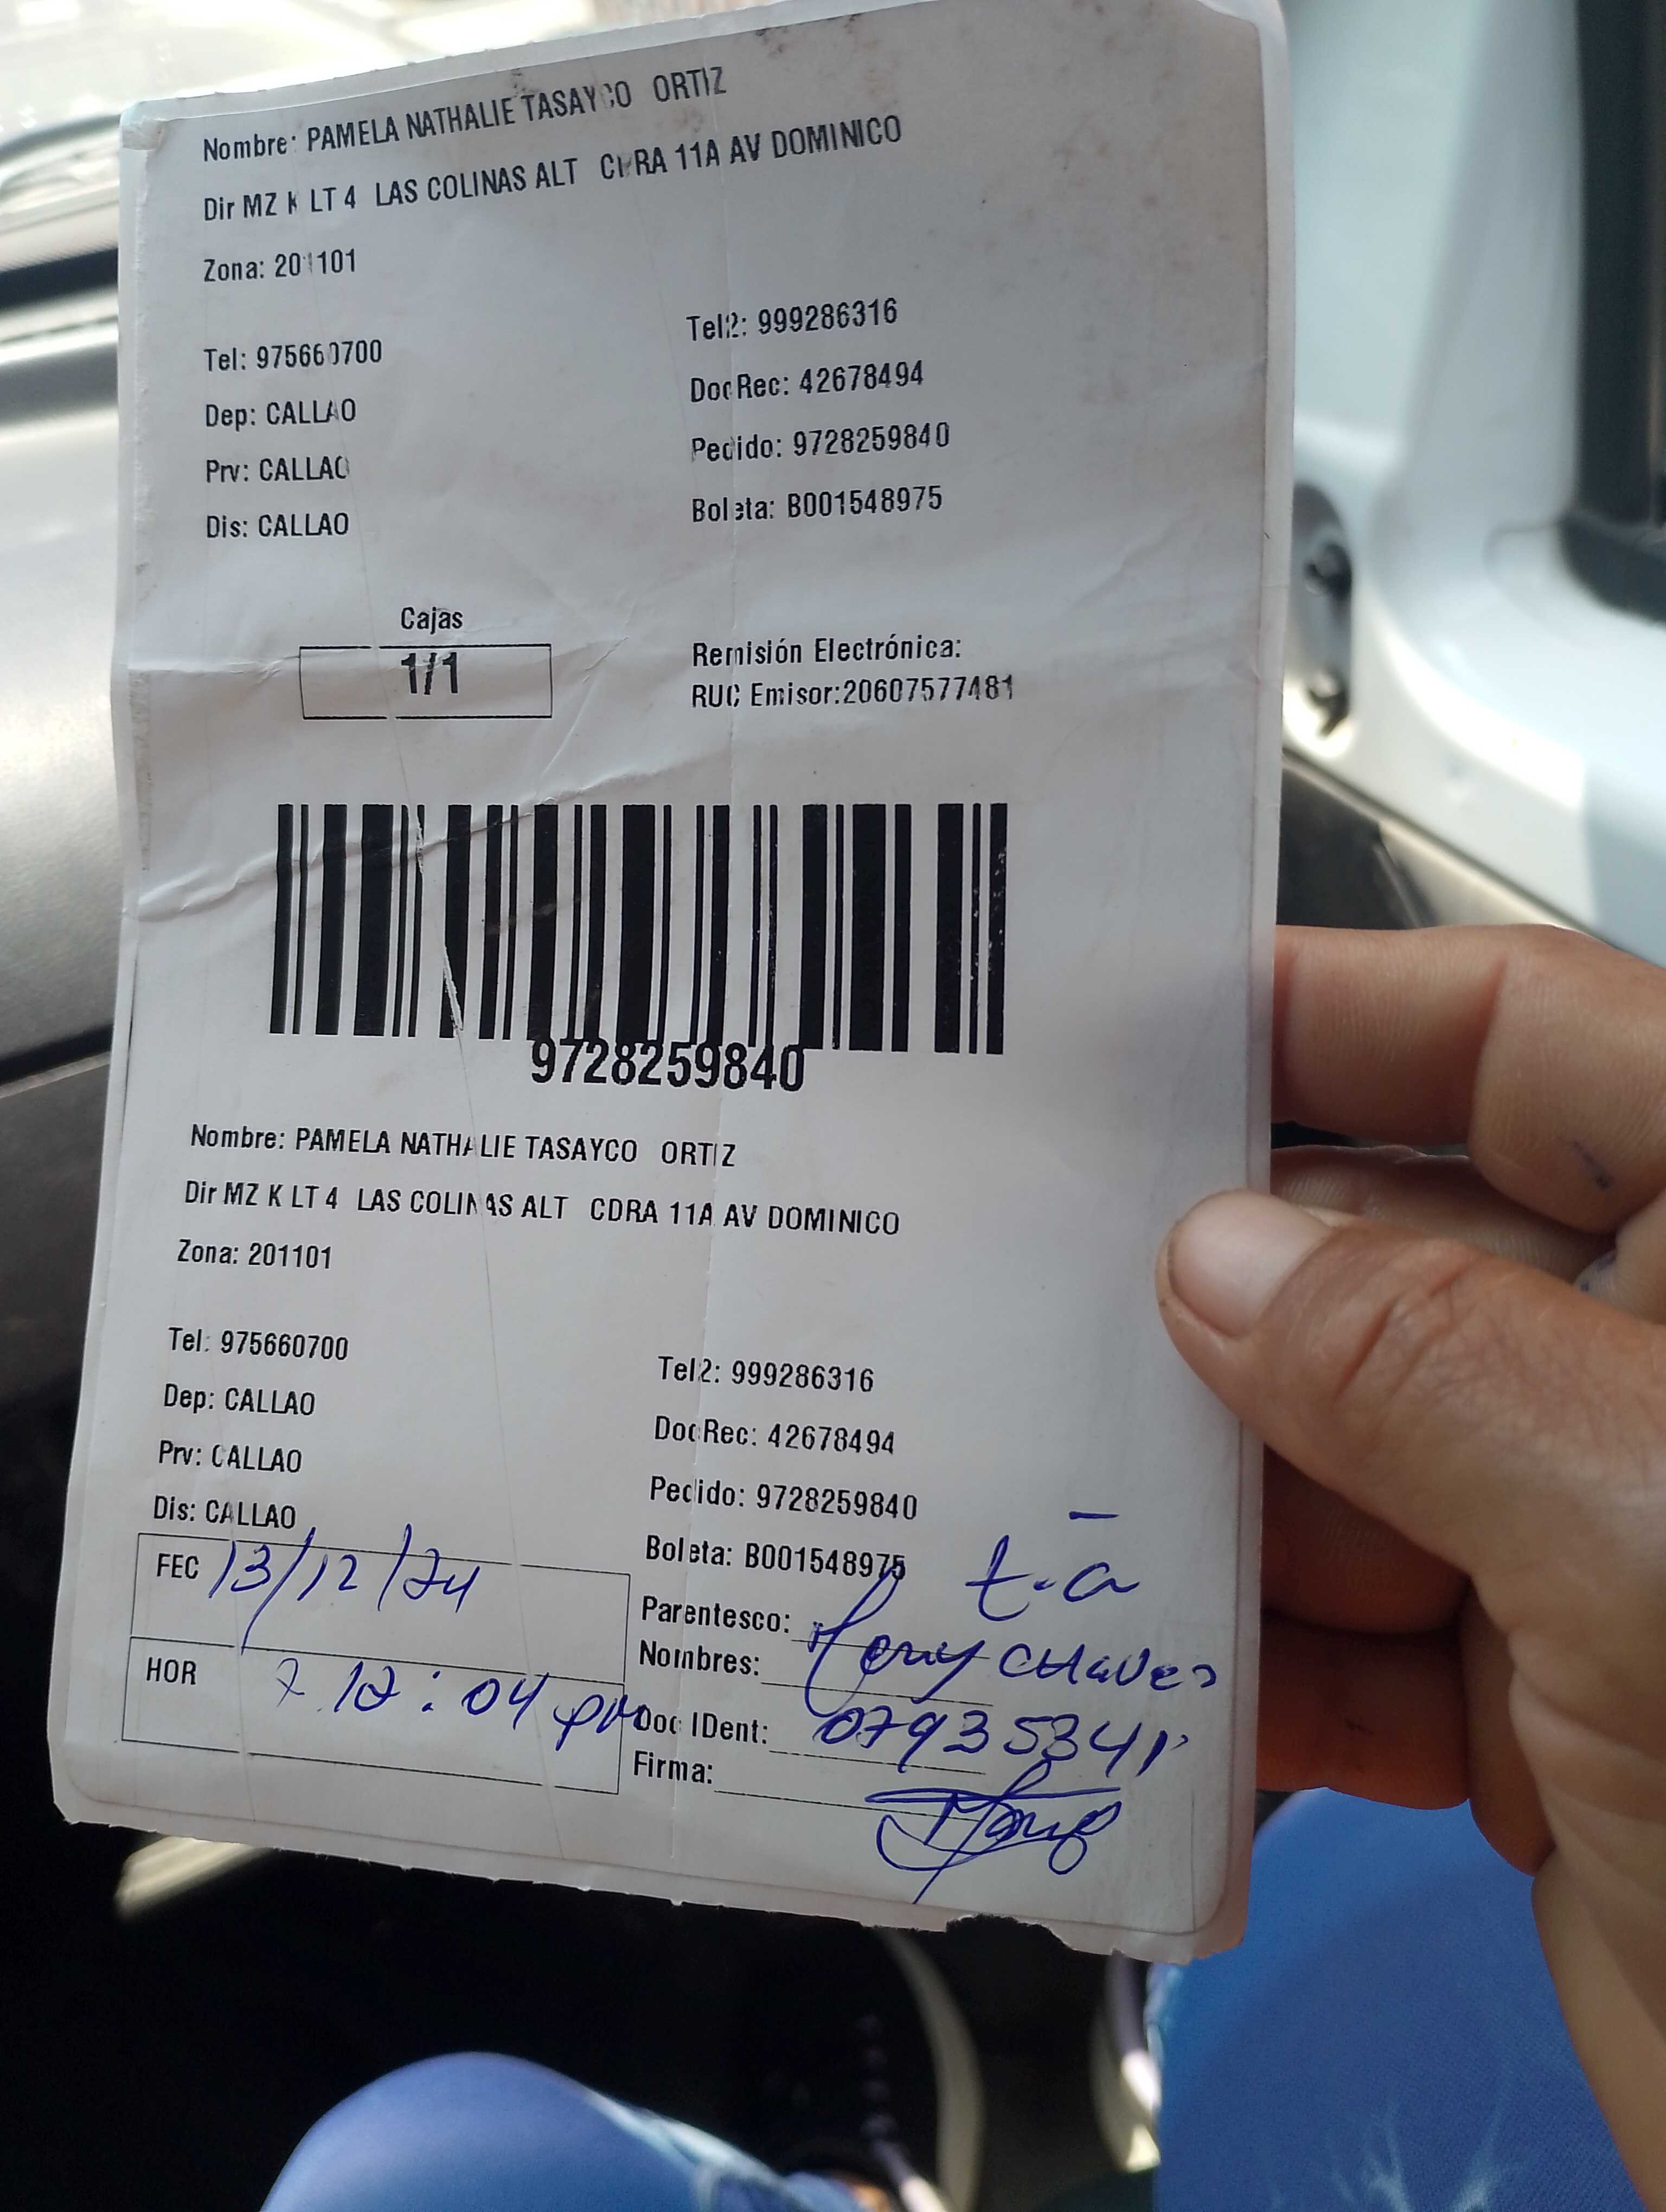 Nombre: PAMELA NATHALIE TASAYCO ORTIZ
Dir MZ K LT 4 LAS COLINAS ALT CDRA 11A AV DOMINICO
Zona: 201101
Tel: 975660700
Tel2: 999286316
Dep: CALLAO
DocRec: 42678494
Prv: CALLAO
Pedido: 9728259840
Dis: CALLAO
Boleta: B001548975
Cajas
1/1
Remisión Electrónica:
RUC Emisor:20607577481
9728259840
Nombre: PAMELA NATHALIE TASAYCO ORTIZ
Dir MZ K LT 4 LAS COLINAS ALT CDRA 11A AV DOMINICO
Zona: 201101
Tel: 975660700
Tel2: 999286316
Dep: CALLAO
DocRec: 42678494
Prv: CALLAO
Pedido: 9728259840
Dis: CALLAO
Boleta: B001548975
FEC 13/12/24
Parentesco:
Nombres: Chavez
HOR 12:04 pm
Doc IDent:
Firma: